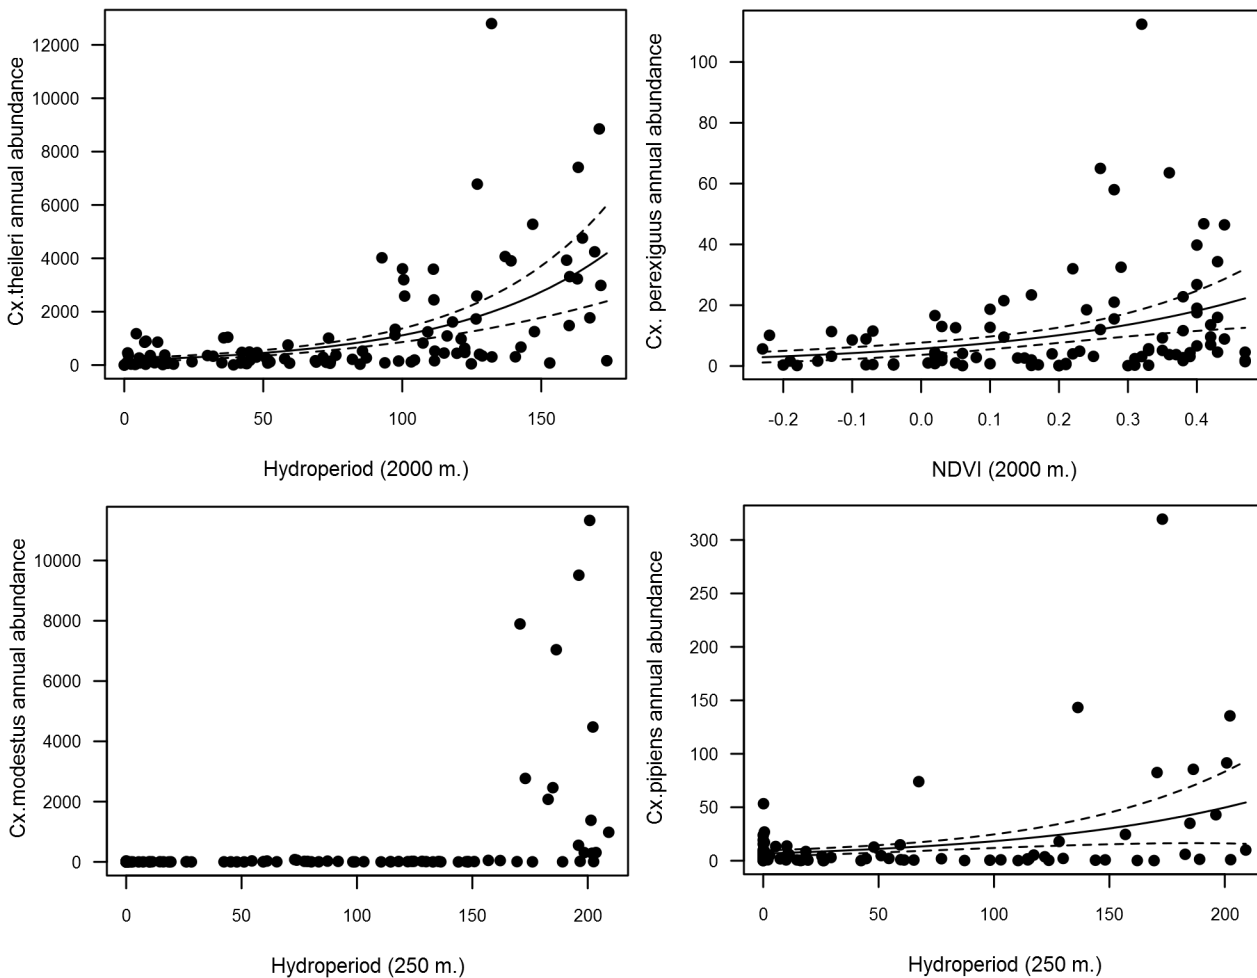 Cx.theileri annual abundance
12000
10000
8000
6000
4000
2000
0
0 50 100 150
Hydroperiod (2000 m.)
Cx. perexiguus annual abundance
100
80
60
40
20
0
-0.2 -0.1 0.0 0.1 0.2 0.3 0.4
NDVI (2000 m.)
Cx.modestus annual abundance
10000
8000
6000
4000
2000
0
0 50 100 150 200
Hydroperiod (250 m.)
Cx.pipiens annual abundance
300
250
200
150
100
50
0
0 50 100 150 200
Hydroperiod (250 m.)